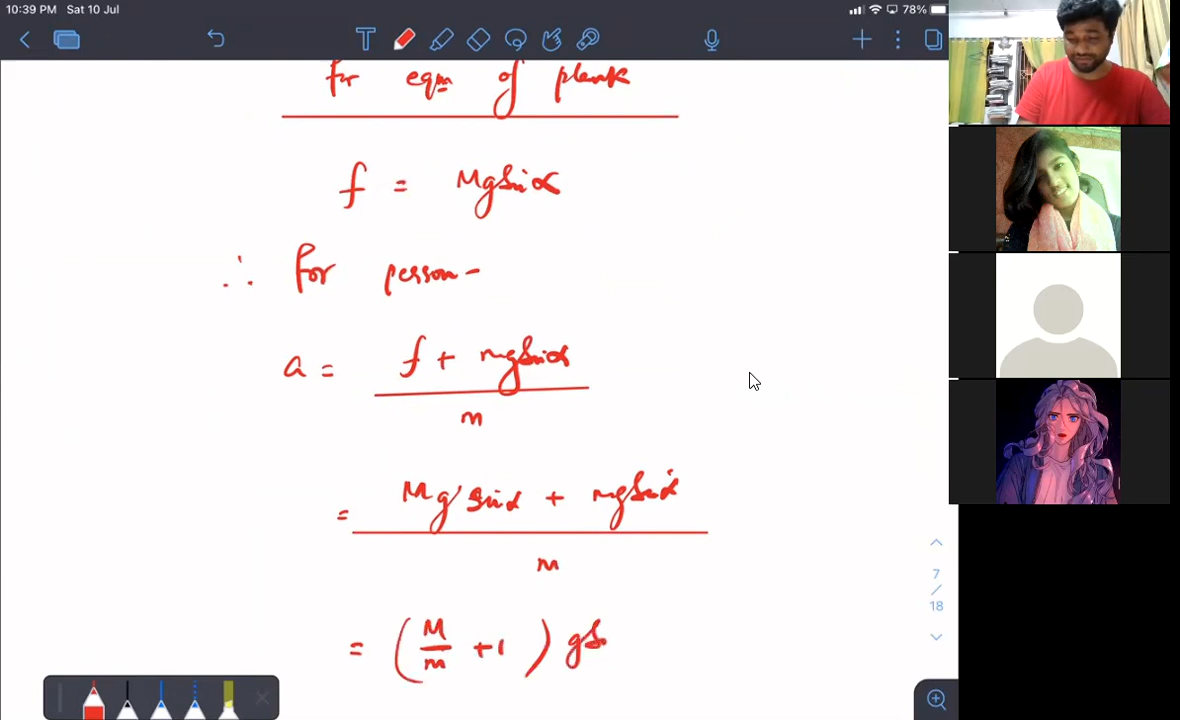 10:39 PM Sat 10 Jul
78%
for eqm of plank
f = Mg Sin α
∴ for person -
a = f + mg Sin α
m
= Mg Sin α + mg Sin α
m
= ( M/m + 1 ) g S
7
/
18